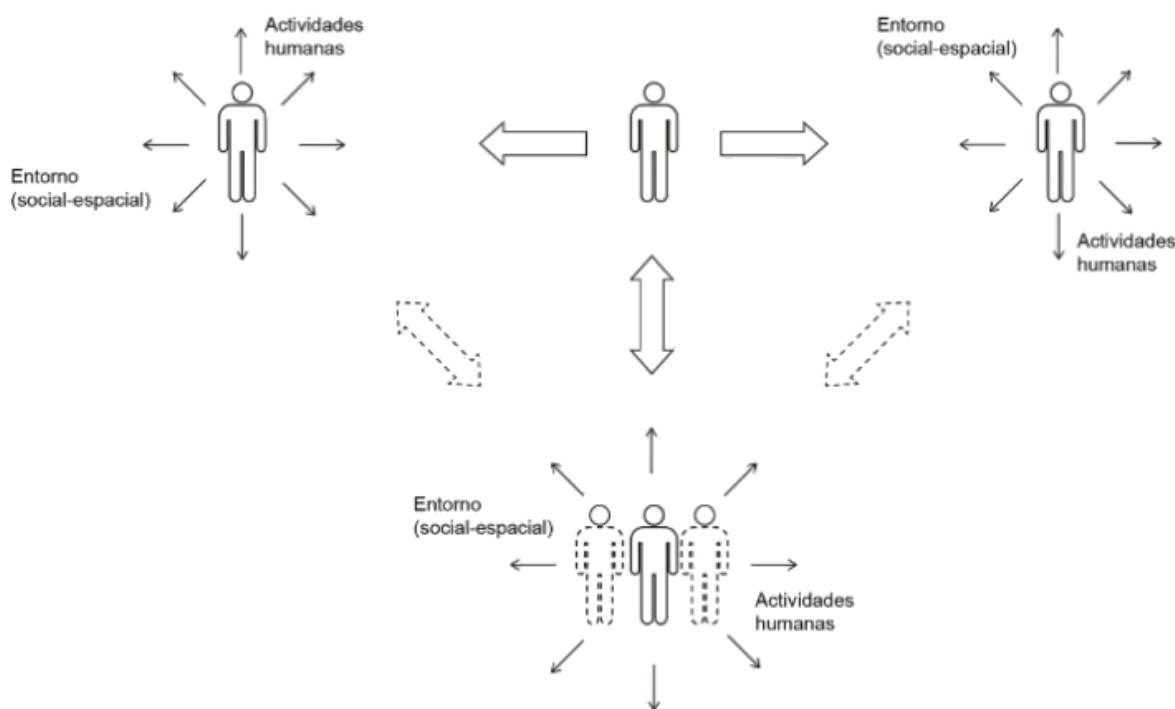 Actividades
humanas
Entorno
(social-espacial)
Entorno
(social-espacial)
Actividades
humanas
Entorno
(social-espacial)
Actividades
humanas